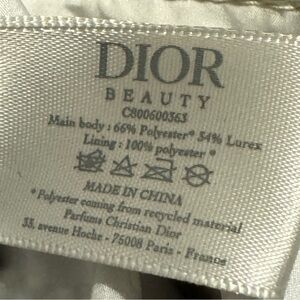 DIOR
BEAUTY
C800600363
Main body : 66% Polyester* 34% Lurex
Lining : 100% polyester *
MADE IN CHINA
* Polyester coming from recycled material
Parfums Christian Dior
33, avenue Hoche - 75008 Paris - France